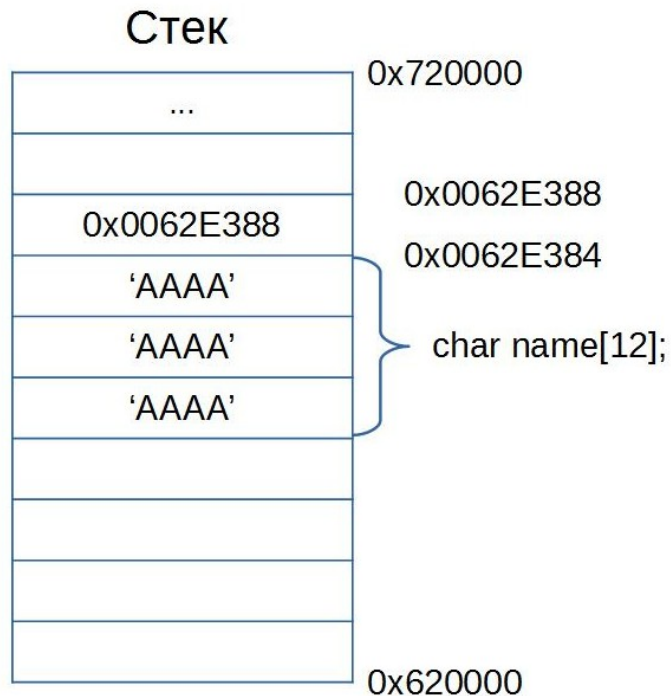 Стек
0x720000
...
0x0062E388
0x0062E388
0x0062E384
‘AAAA’
‘AAAA’
char name[12];
‘AAAA’
0x620000